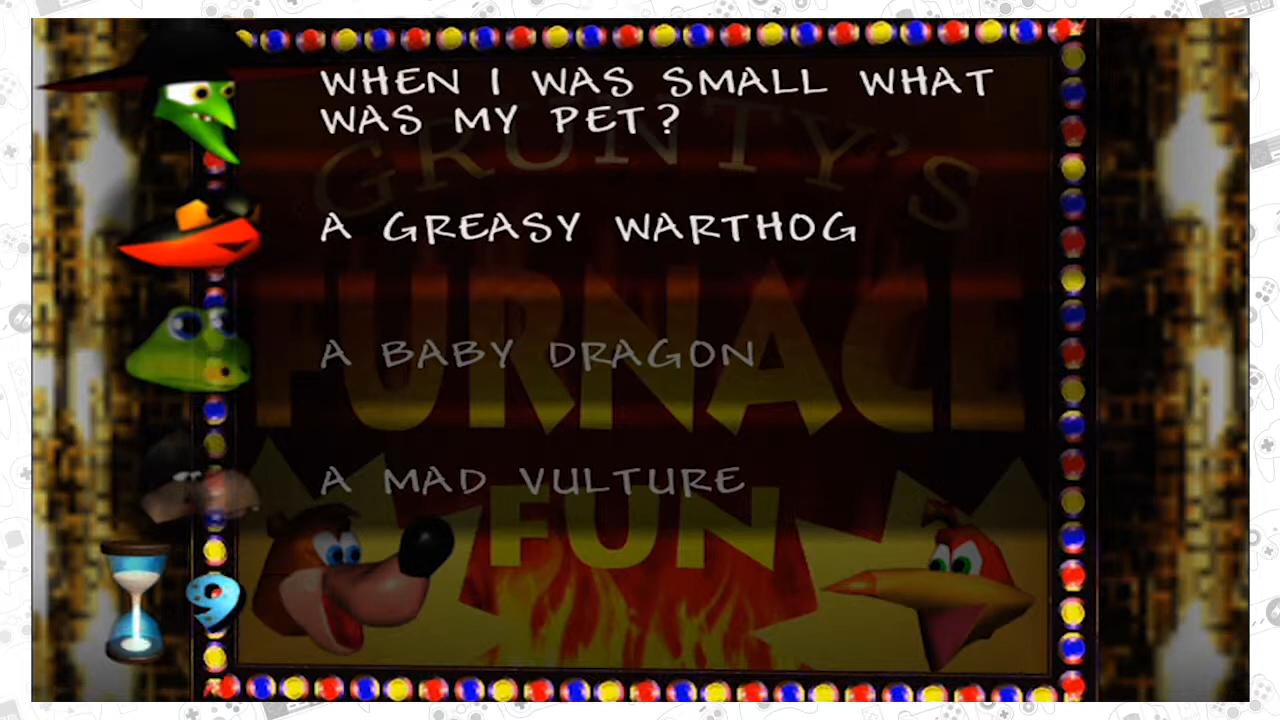 WHEN I WAS SMALL WHAT
WAS MY PET?
GRUNTY'S
A GREASY WARTHOG
FURNACE
A BABY DRAGON
A MAD VULTURE
FUN
9